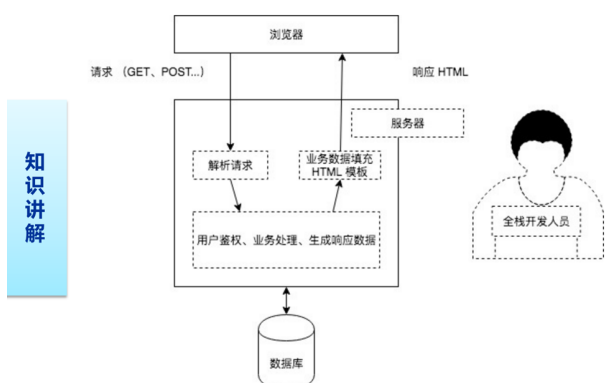 浏览器
请求 (GET、POST...)
响应 HTML
服务器
解析请求
业务数据填充
HTML 模板
用户鉴权、业务处理、生成响应数据
数据库
知识讲解
全栈开发人员